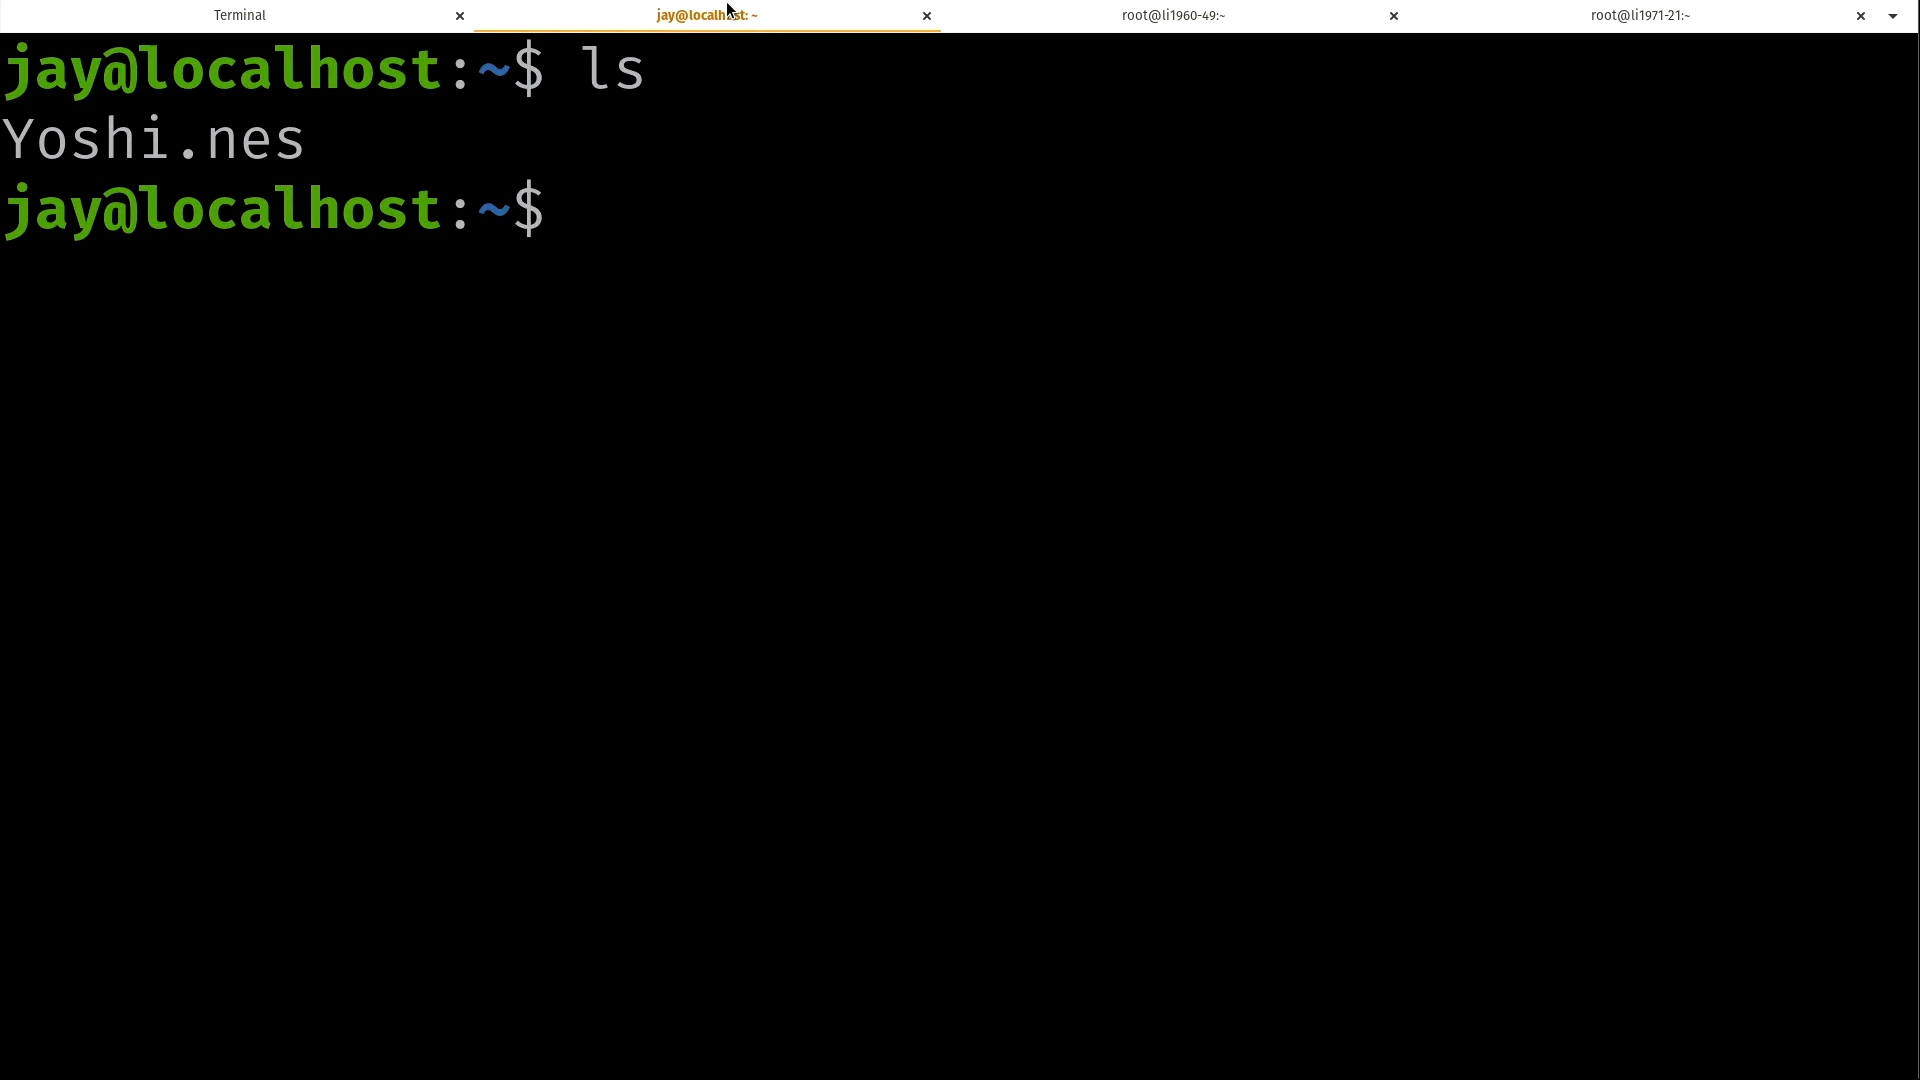 Terminal × jay@localhost: ~ × root@li1960-49:~ × root@li1971-21:~ ×
jay@localhost:~$ ls
Yoshi.nes
jay@localhost:~$